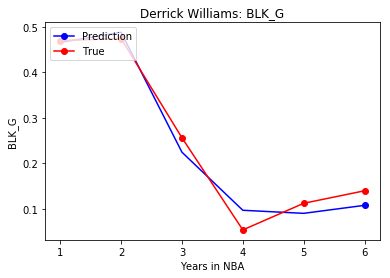 Derrick Williams: BLK_G
Prediction
True
0.5
0.4
0.3
0.2
0.1
BLK_G
1 2 3 4 5 6
Years in NBA